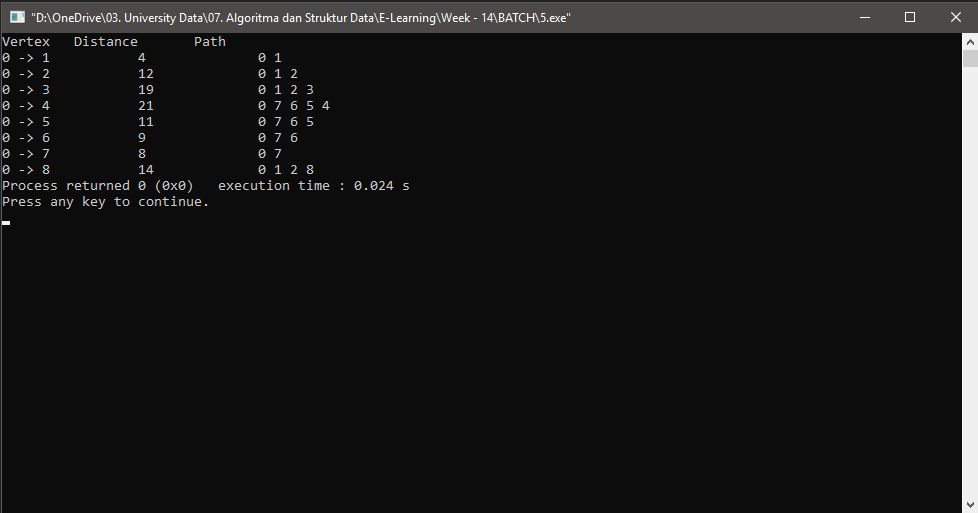 "D:\OneDrive\03. University Data\07. Algoritma dan Struktur Data\E-Learning\Week - 14\BATCH\5.exe"
Vertex   Distance       Path
0 -> 1           4              0 1
0 -> 2           12             0 1 2
0 -> 3           19             0 1 2 3
0 -> 4           21             0 7 6 5 4
0 -> 5           11             0 7 6 5
0 -> 6           9              0 7 6
0 -> 7           8              0 7
0 -> 8           14             0 1 2 8
Process returned 0 (0x0)   execution time : 0.024 s
Press any key to continue.